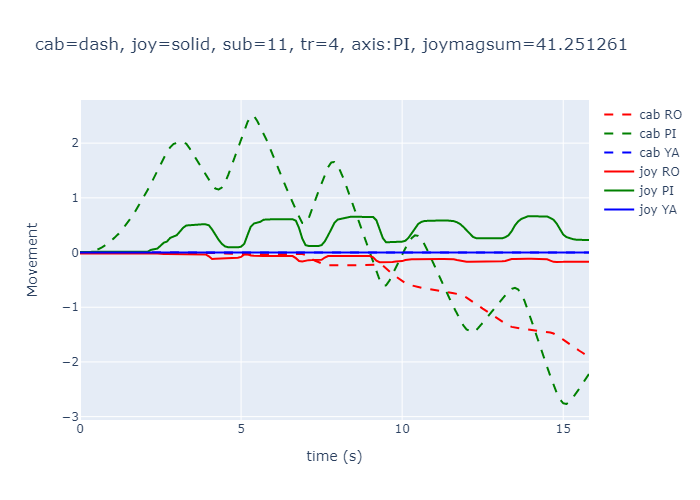 cab=dash, joy=solid, sub=11, tr=4, axis:PI, joymagsum=41.251261
cab RO
cab PI
cab YA
joy RO
joy PI
joy YA
Movement
2
1
0
−1
−2
−3
0
5
10
15
time (s)